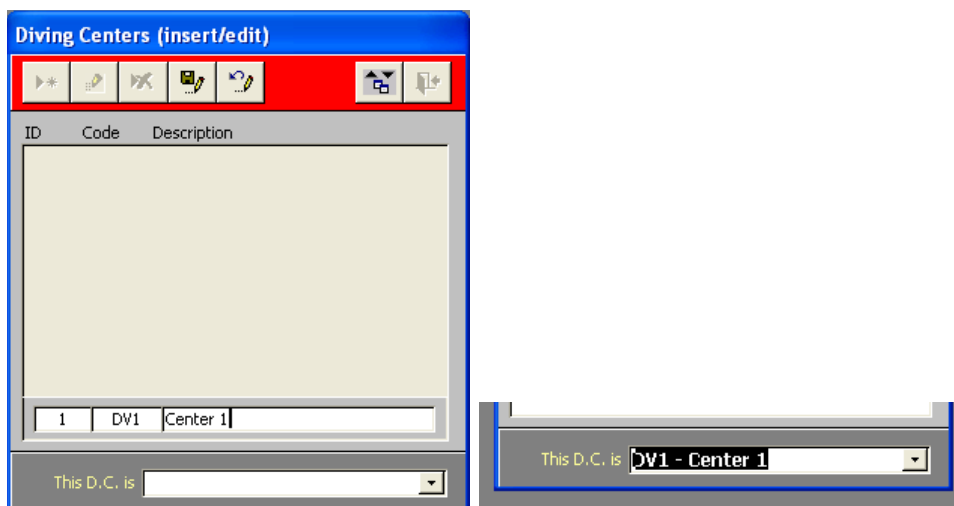 Diving Centers (insert/edit)
ID Code Description
1 DV1 Center 1
This D.C. is
This D.C. is DV1 - Center 1